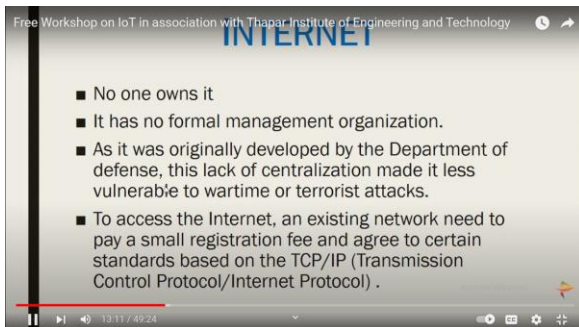 Free Workshop on IoT in association with Thapar Institute of Engineering and Technology
INTERNET
■ No one owns it
■ It has no formal management organization.
■ As it was originally developed by the Department of
defense, this lack of centralization made it less
vulnerable to wartime or terrorist attacks.
■ To access the Internet, an existing network need to
pay a small registration fee and agree to certain
standards based on the TCP/IP (Transmission
Control Protocol/Internet Protocol) .
13:11 / 49:24
CC